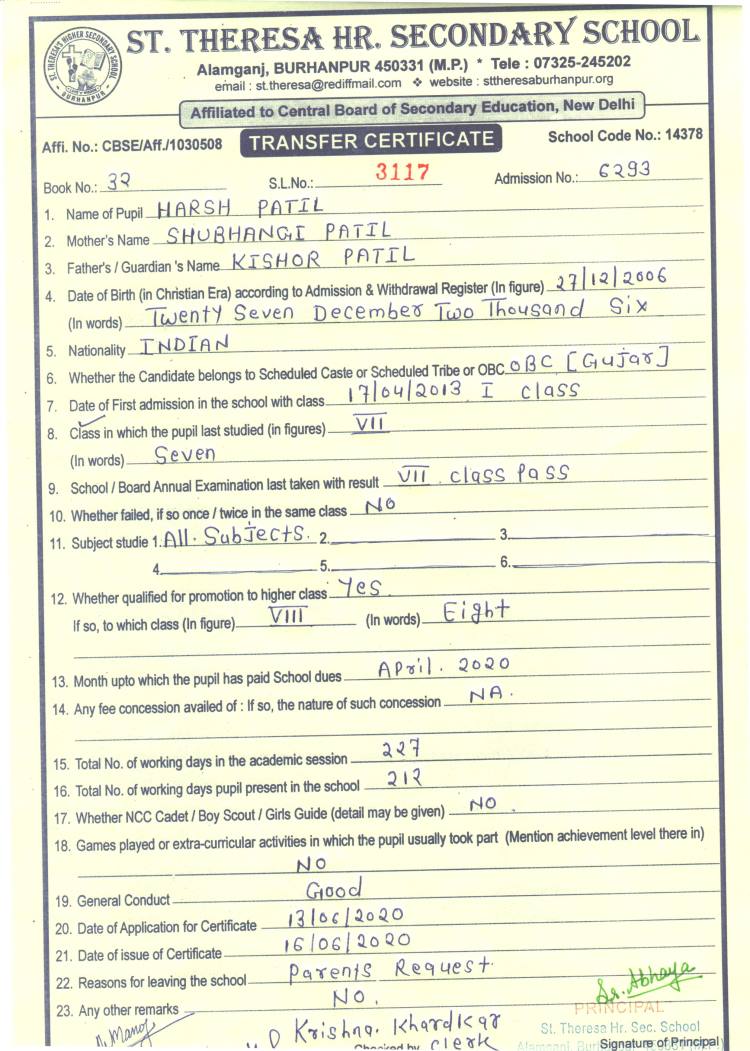 ST. THERESA'S HIGHER SECONDARY SCHOOL
BURHANPUR
ST. THERESA HR. SECONDARY SCHOOL
Alamganj, BURHANPUR 450331 (M.P.) * Tele : 07325-245202
email : st.theresa@rediffmail.com ❖ website : sttheresaburhanpur.org
Affiliated to Central Board of Secondary Education, New Delhi
Affi. No.: CBSE/Aff./1030508 TRANSFER CERTIFICATE School Code No.: 14378
Book No.: 32 S.L.No.: 3117 Admission No.: 6293
1. Name of Pupil HARSH PATIL
2. Mother's Name SHUBHANGI PATIL
3. Father's / Guardian 's Name KISHOR PATIL
4. Date of Birth (in Christian Era) according to Admission & Withdrawal Register (In figure) 27/12/2006
(In words) Twenty Seven December Two Thousand Six
5. Nationality INDIAN
6. Whether the Candidate belongs to Scheduled Caste or Scheduled Tribe or OBC OBC [Gujar]
7. Date of First admission in the school with class 17/04/2013 I class
8. Class in which the pupil last studied (in figures) VII
(In words) Seven
9. School / Board Annual Examination last taken with result VII class Pass
10. Whether failed, if so once / twice in the same class NO
11. Subject studie 1. All. Subjects. 2. 3.
4. 5. 6.
12. Whether qualified for promotion to higher class Yes
If so, to which class (In figure) VIII (In words) Eight
13. Month upto which the pupil has paid School dues April. 2020
14. Any fee concession availed of : If so, the nature of such concession NA.
15. Total No. of working days in the academic session 227
16. Total No. of working days pupil present in the school 212
17. Whether NCC Cadet / Boy Scout / Girls Guide (detail may be given) NO.
18. Games played or extra-curricular activities in which the pupil usually took part (Mention achievement level there in)
NO
19. General Conduct Good
20. Date of Application for Certificate 13/06/2020
21. Date of issue of Certificate 16/06/2020
22. Reasons for leaving the school Parents Request.
23. Any other remarks NO.
Sr. Abhaya
PRINCIPAL
Krishna. Khardkar St. Theresa Hr. Sec. School
Checked by clerk Signature of Principal